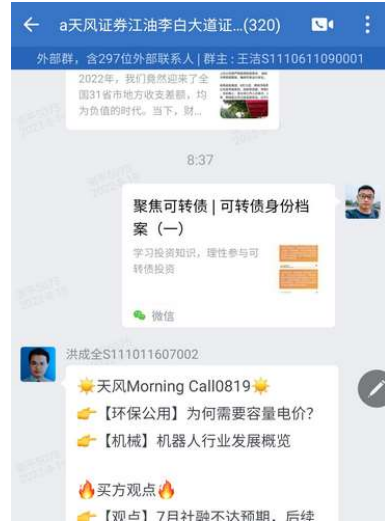 a天风证券江油李白大道证...(320)
外部群，含297位外部联系人 | 群主：王洁S1110611090001
2022年，我们竟然迎来了全
国31省市地方收支差额，均
为负值的时代。当下，财...
8:37
聚焦可转债 | 可转债身份档
案（一）
学习投资知识，理性参与可
转债投资
微信
洪成全S111011607002
☀️天风Morning Call0819☀️
👉【环保公用】为何需要容量电价？
👉【机械】机器人行业发展概览
🔥买方观点🔥
👉【观点】7月社融不达预期，后续